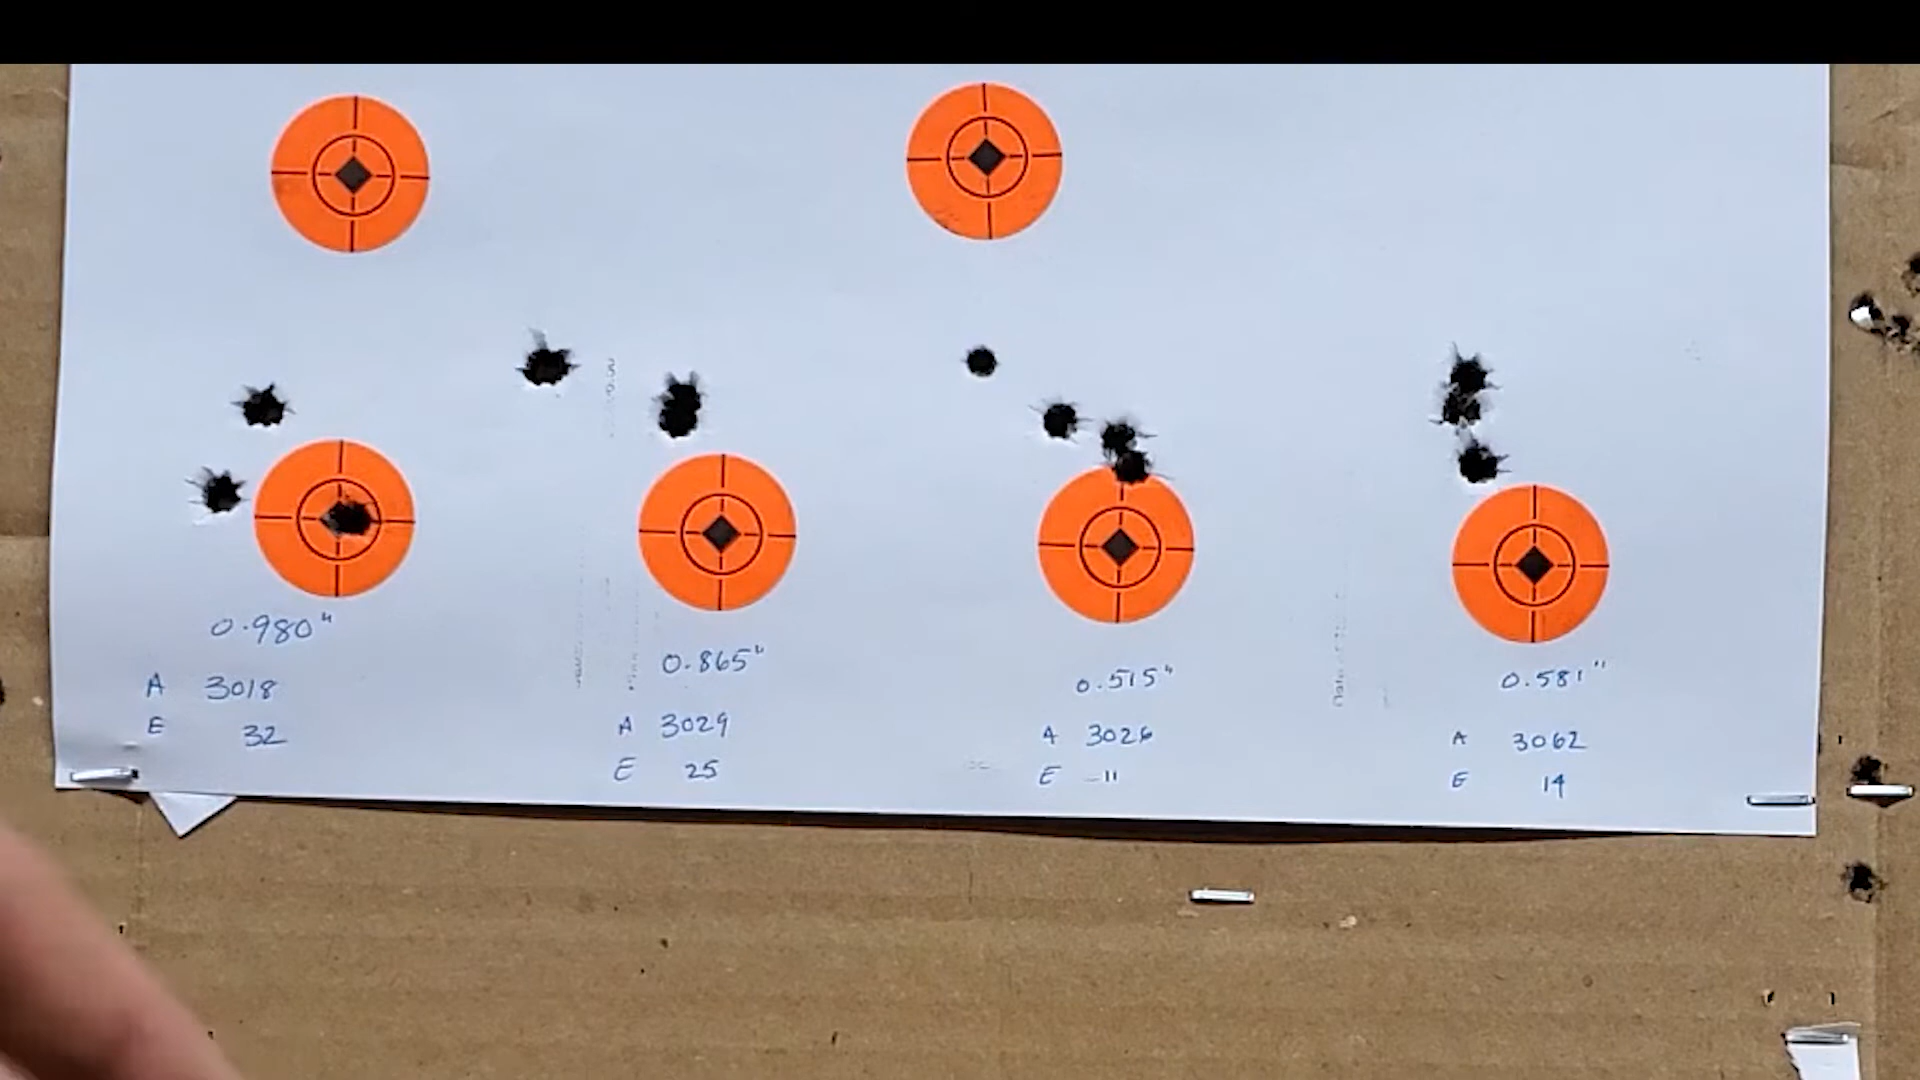 0.980"
A 3018
E 32
0.865"
A 3029
E 25
0.515"
A 3026
E -11
0.581"
A 3062
E 14